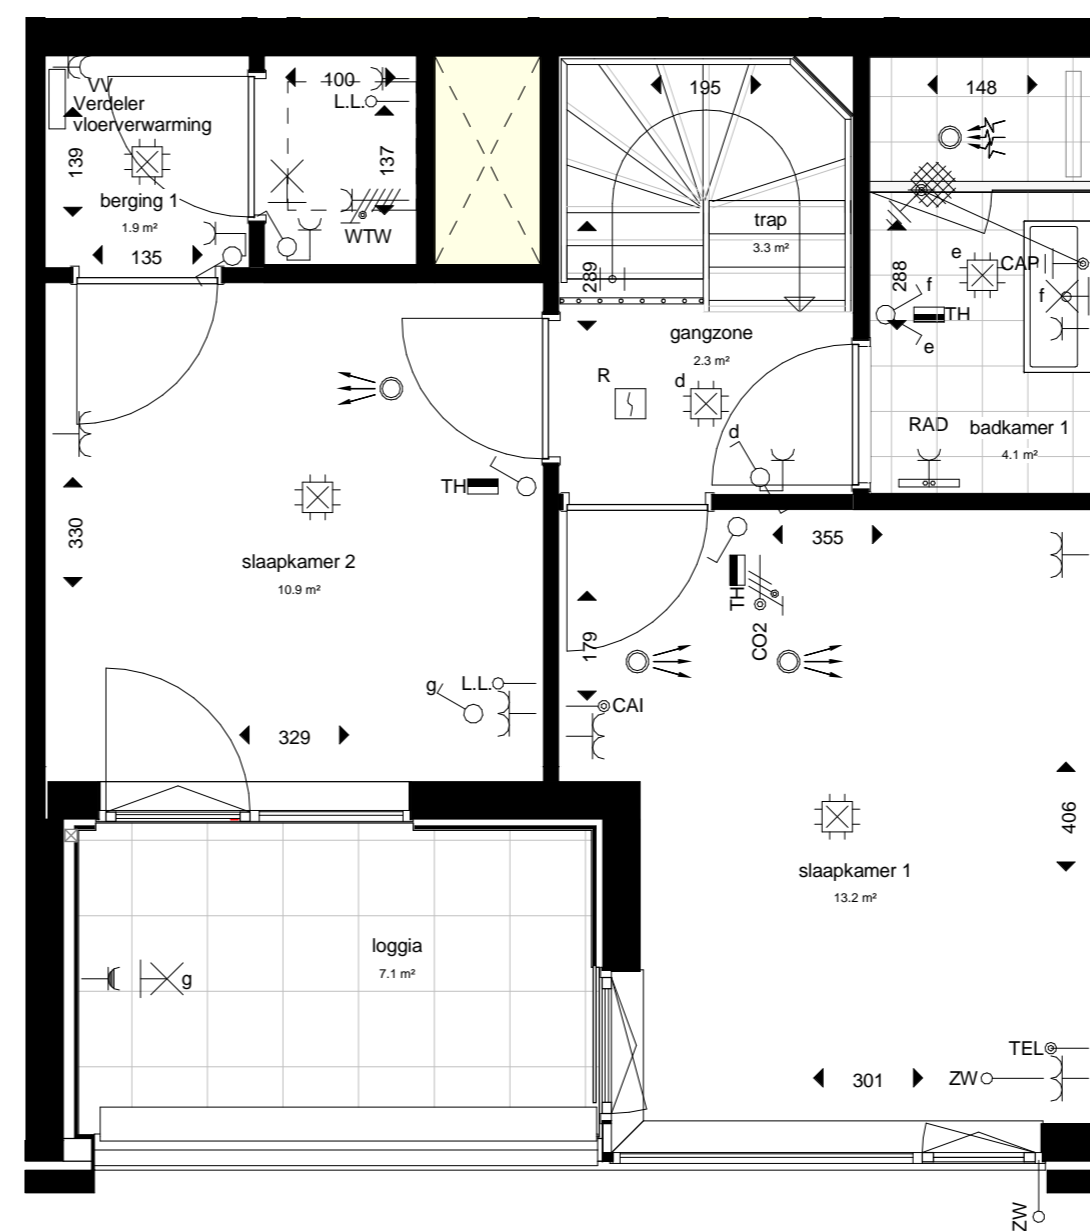 VV
Verdeler
vloerverwarming
139
berging 1
1.9 m²
135
100
L.L.
137
WTW
195
trap
3.3 m²
289
148
288
e
CAP
f
f
TH
e
gangzone
2.3 m²
R
d
d
RAD
badkamer 1
4.1 m²
TH
330
slaapkamer 2
10.9 m²
355
TH
CO2
179
g
L.L.
CAI
329
406
slaapkamer 1
13.2 m²
loggia
7.1 m²
g
TEL
301
ZW
ZW